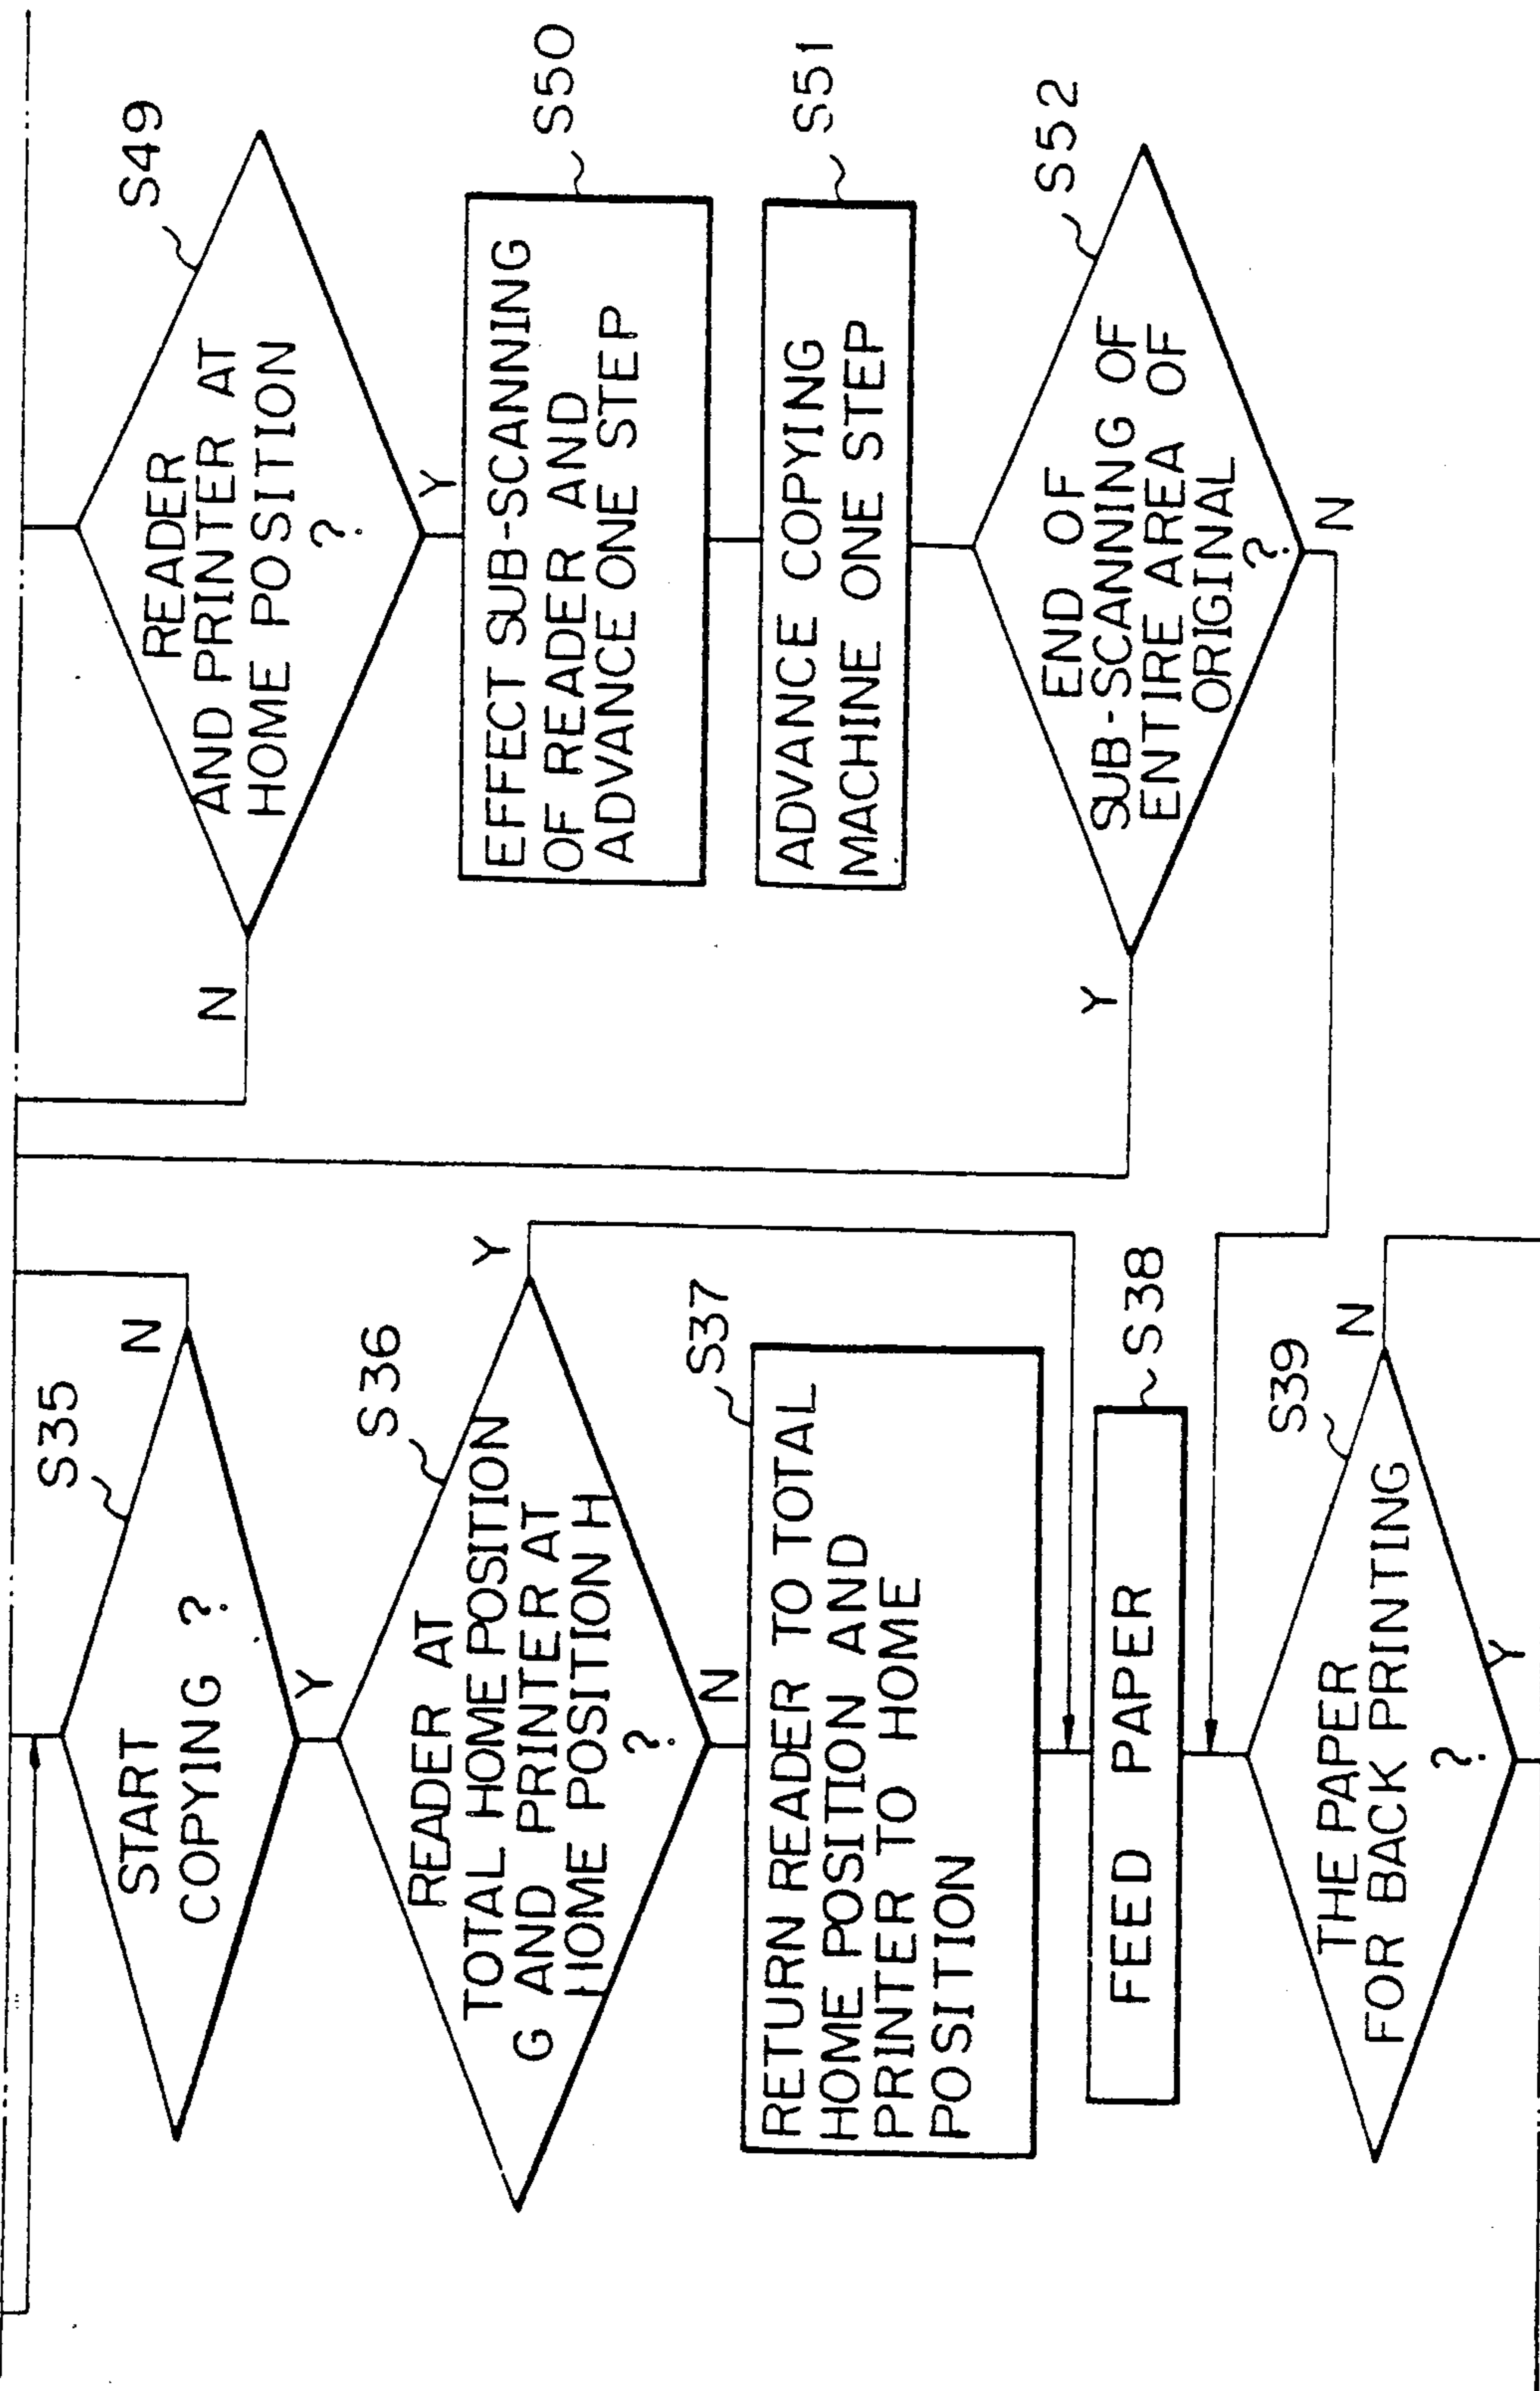 S35
START
COPYING ?
N
Y
S36
READER AT
TOTAL HOME POSITION
G AND PRINTER AT
HOME POSITION H
?
Y
N
S37
RETURN READER TO TOTAL
HOME POSITION AND
PRINTER TO HOME
POSITION
FEED PAPER
S38
S39
THE PAPER
FOR BACK PRINTING
?
N
Y
S49
READER
AND PRINTER AT
HOME POSITION
?
N
Y
S50
EFFECT SUB-SCANNING
OF READER AND
ADVANCE ONE STEP
S51
ADVANCE COPYING
MACHINE ONE STEP
S52
END OF
SUB-SCANNING OF
ENTIRE AREA OF
ORIGINAL
?
Y
N